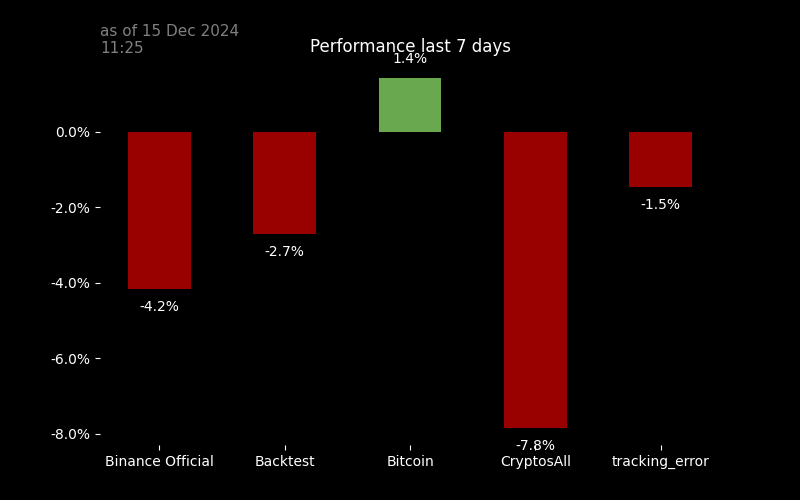 as of 15 Dec 2024
11:25
Performance last 7 days
1.4%
0.0%
-2.0%
-1.5%
-2.7%
-4.0%
-4.2%
-6.0%
-8.0%
-7.8%
Binance Official
Backtest
Bitcoin
CryptosAll
tracking_error